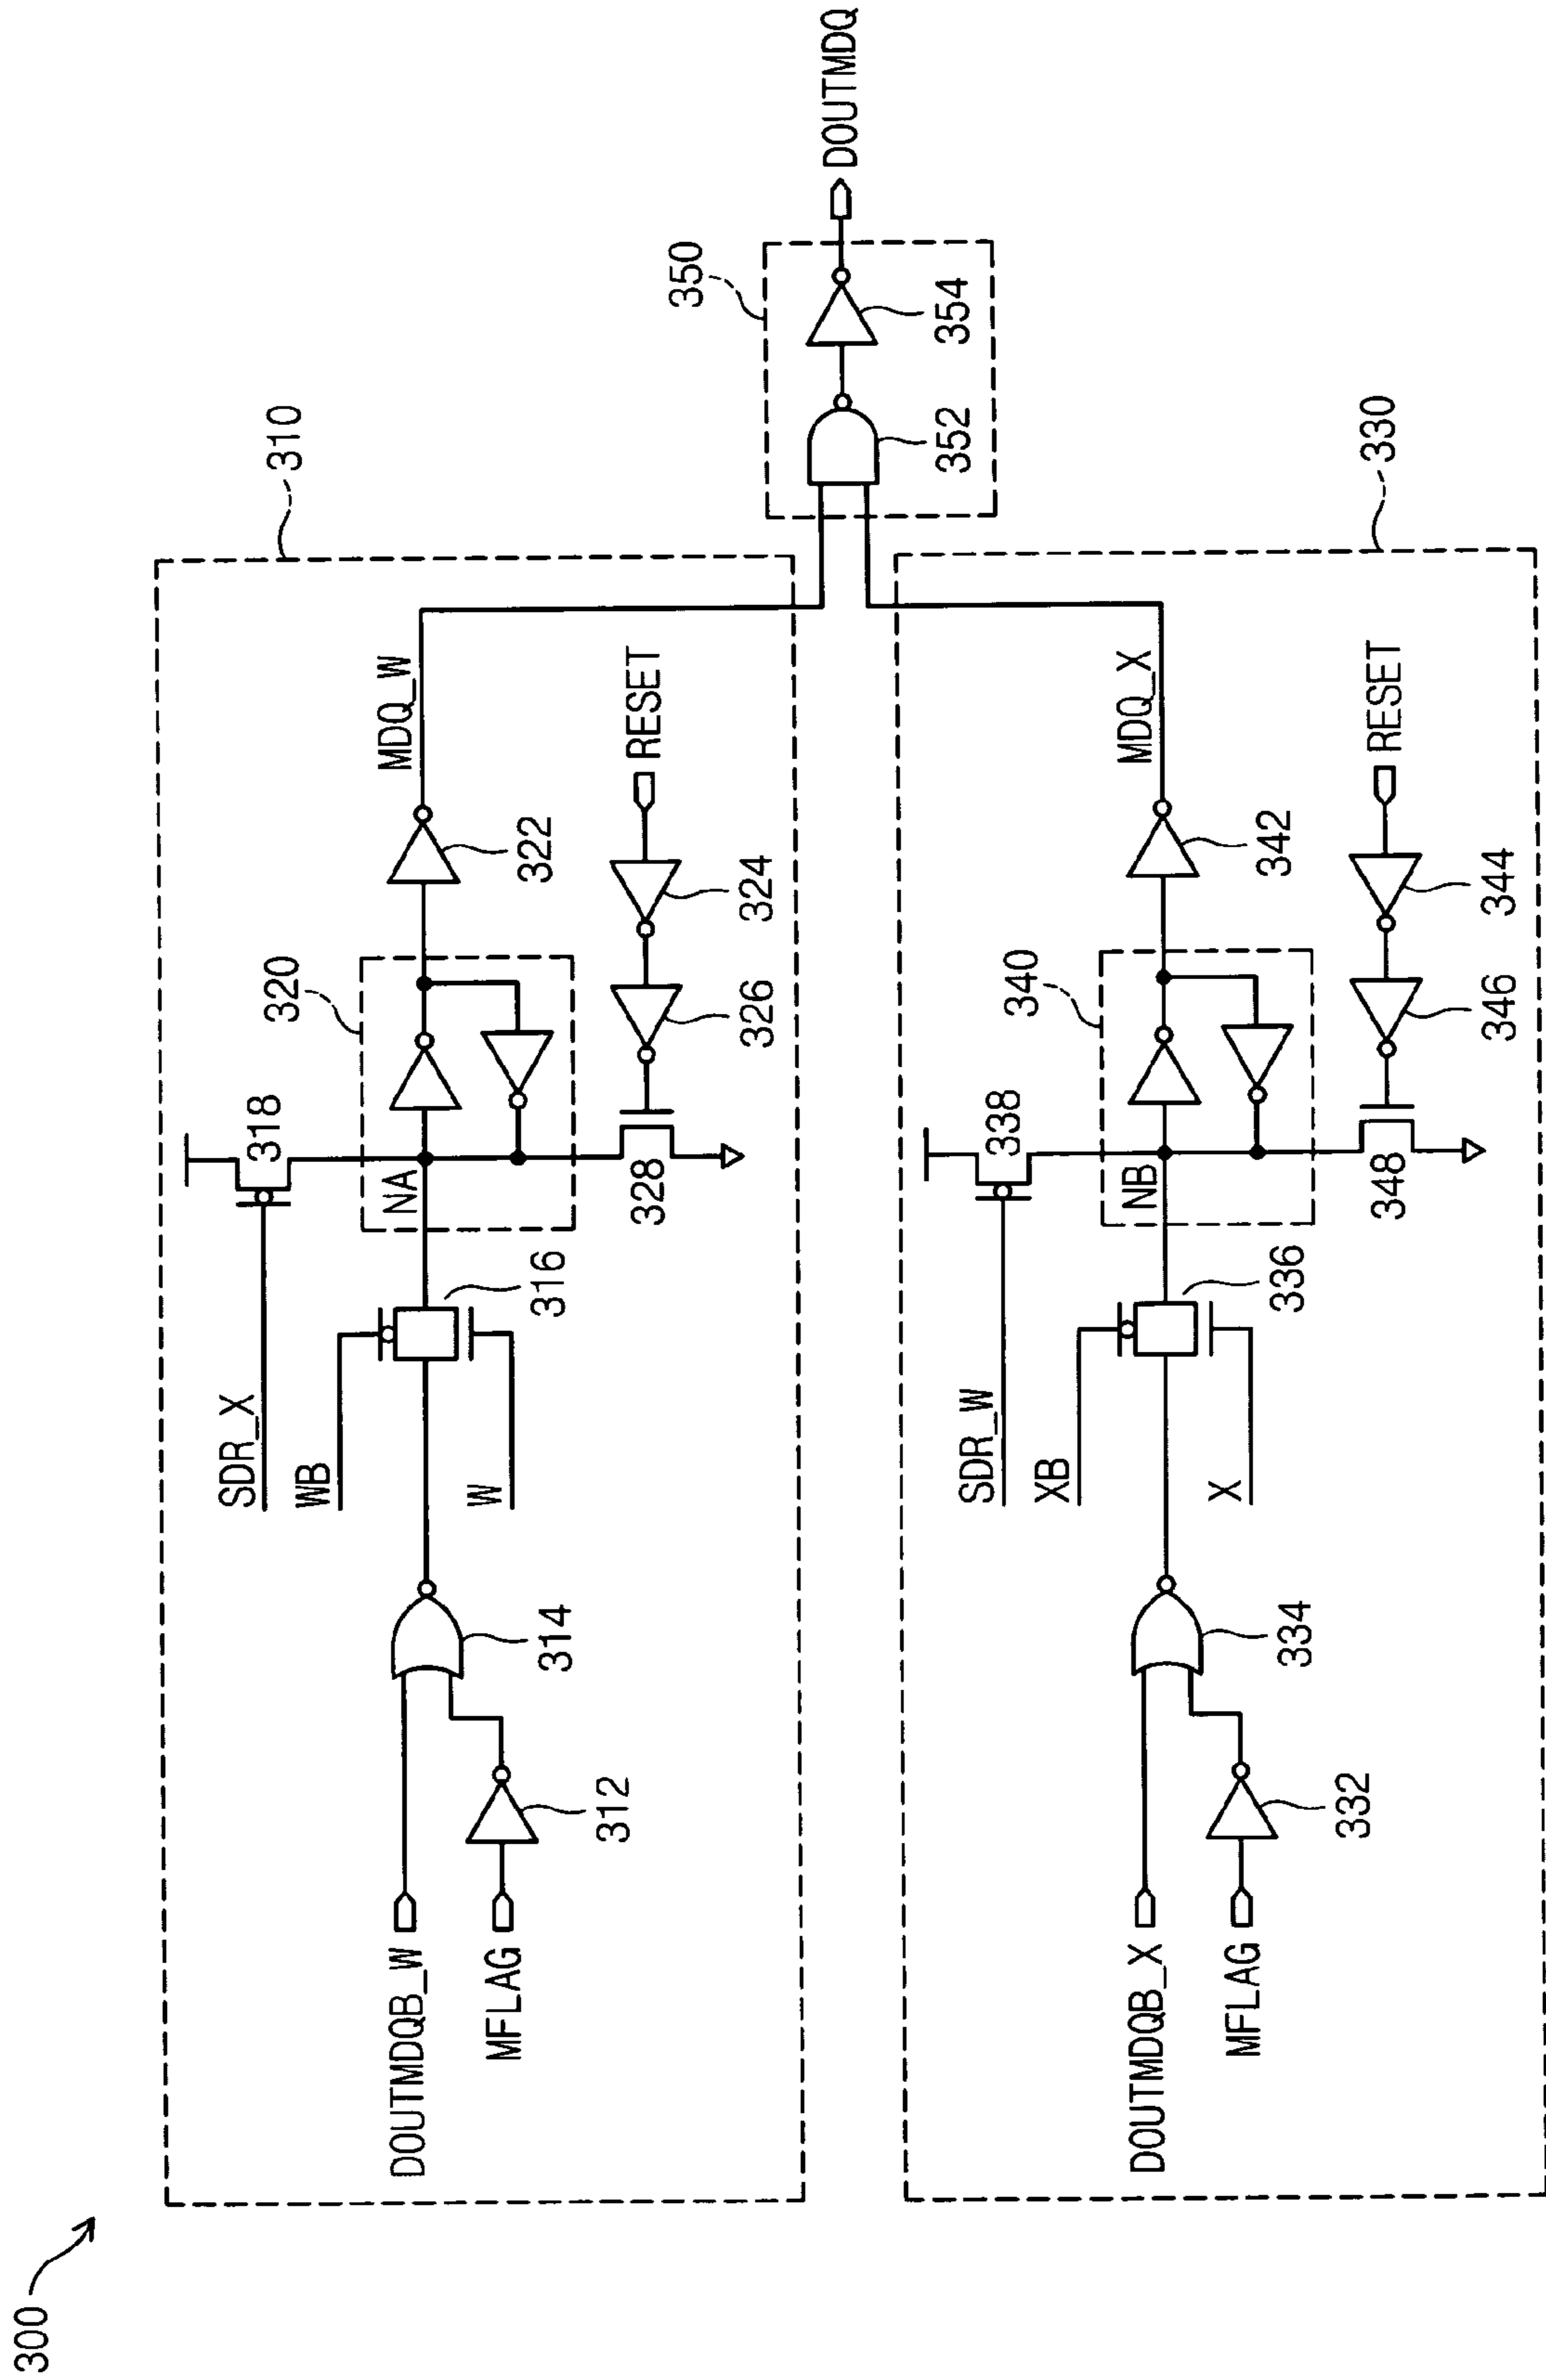 300
310
SDR_X
318
320
WB
NA
MDQ_W
W
316
322
DOUTMDQB_W
314
MFLAG
312
328
326
324
RESET
350
DOUTMDQ
352
354
330
SDR_W
338
340
XB
NB
MDQ_X
X
336
342
DOUTMDQB_X
334
MFLAG
332
348
346
344
RESET